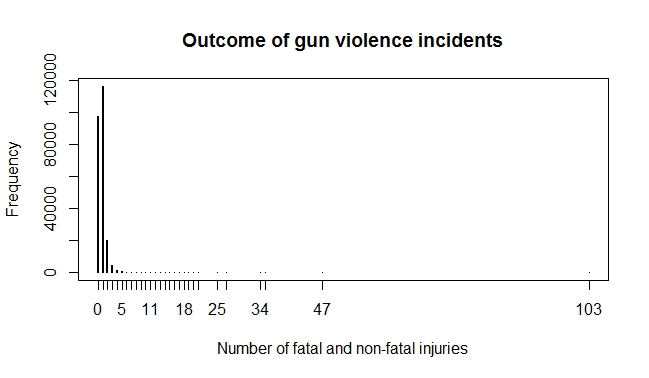 Outcome of gun violence incidents
Frequency
120000
80000
40000
0
0 5 11 18 25 34 47 103
Number of fatal and non-fatal injuries